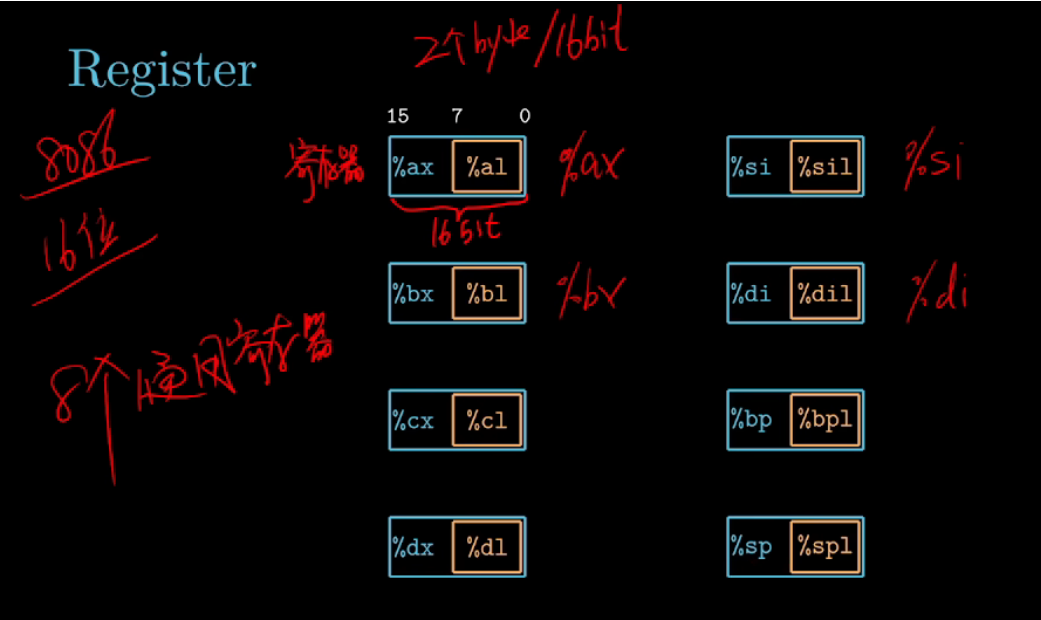 2个byte/16bit
Register
15 7 0
8086
寄存器 %ax %al %ax %si %sil %si
16bit
16位
%bx %bl %bx %di %dil %di
8个通用寄存器
%cx %cl %bp %bpl
%dx %dl %sp %spl